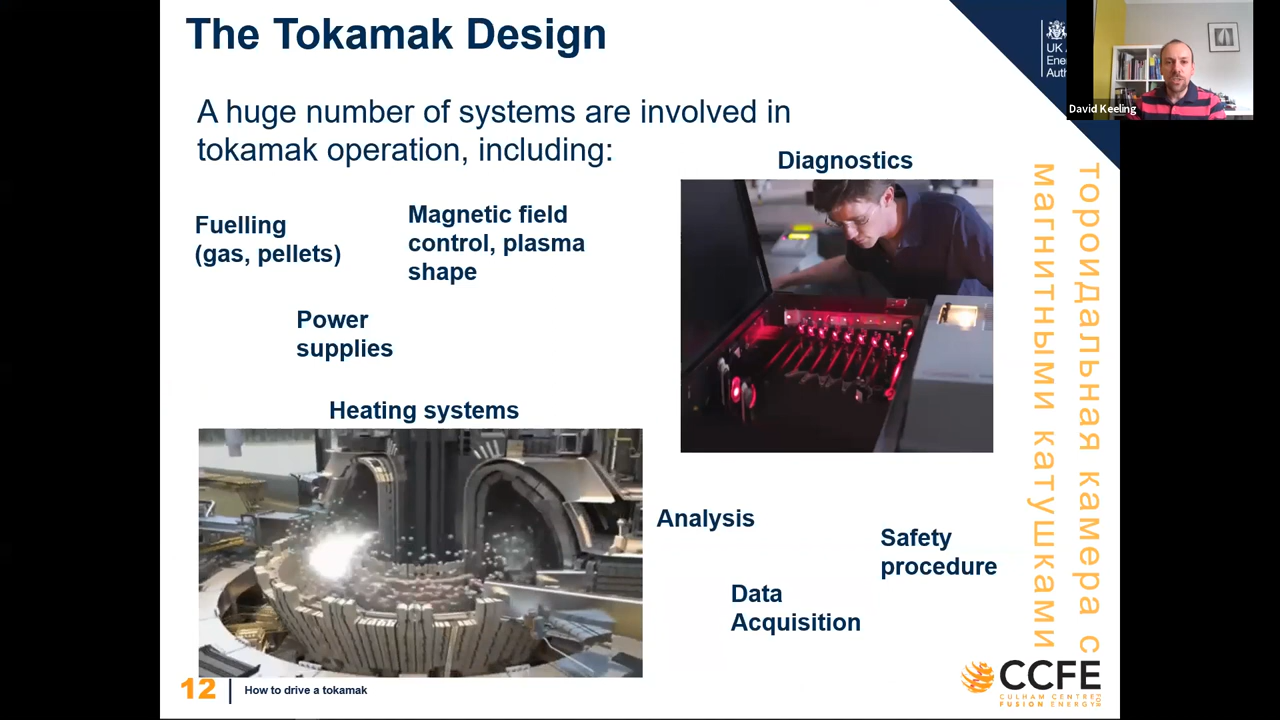 The Tokamak Design
A huge number of systems are involved in
tokamak operation, including:
Fuelling
(gas, pellets)
Magnetic field
control, plasma
shape
Power
supplies
Heating systems
Diagnostics
Analysis
Safety
procedure
Data
Acquisition
тороидальная камера с
магнитными катушками
UK
David Keeling
12
How to drive a tokamak
CCFE
CULHAM CENTRE
FOR
FUSION ENERGY